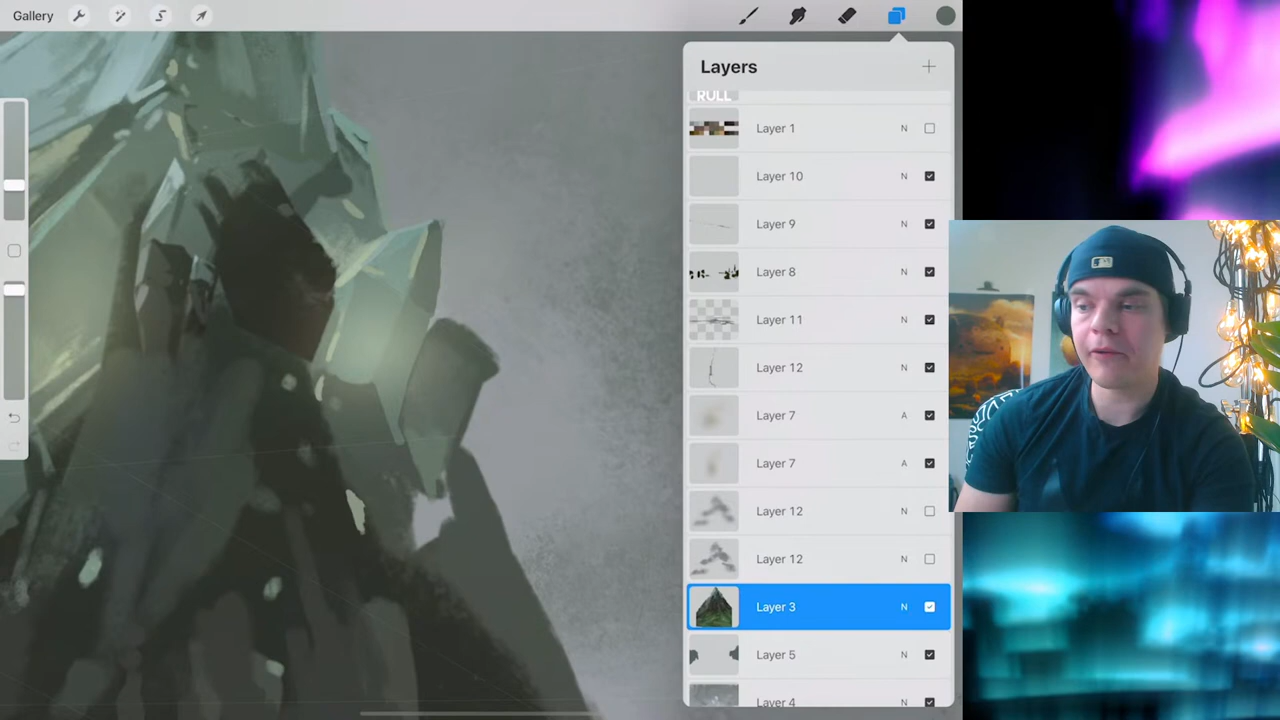 Gallery
Layers
RULL
Layer 1 N
Layer 10 N
Layer 9 N
Layer 8 N
Layer 11 N
Layer 12 N
Layer 7 A
Layer 7 A
Layer 12 N
Layer 12 N
Layer 3 N
Layer 5 N
Layer 4 N